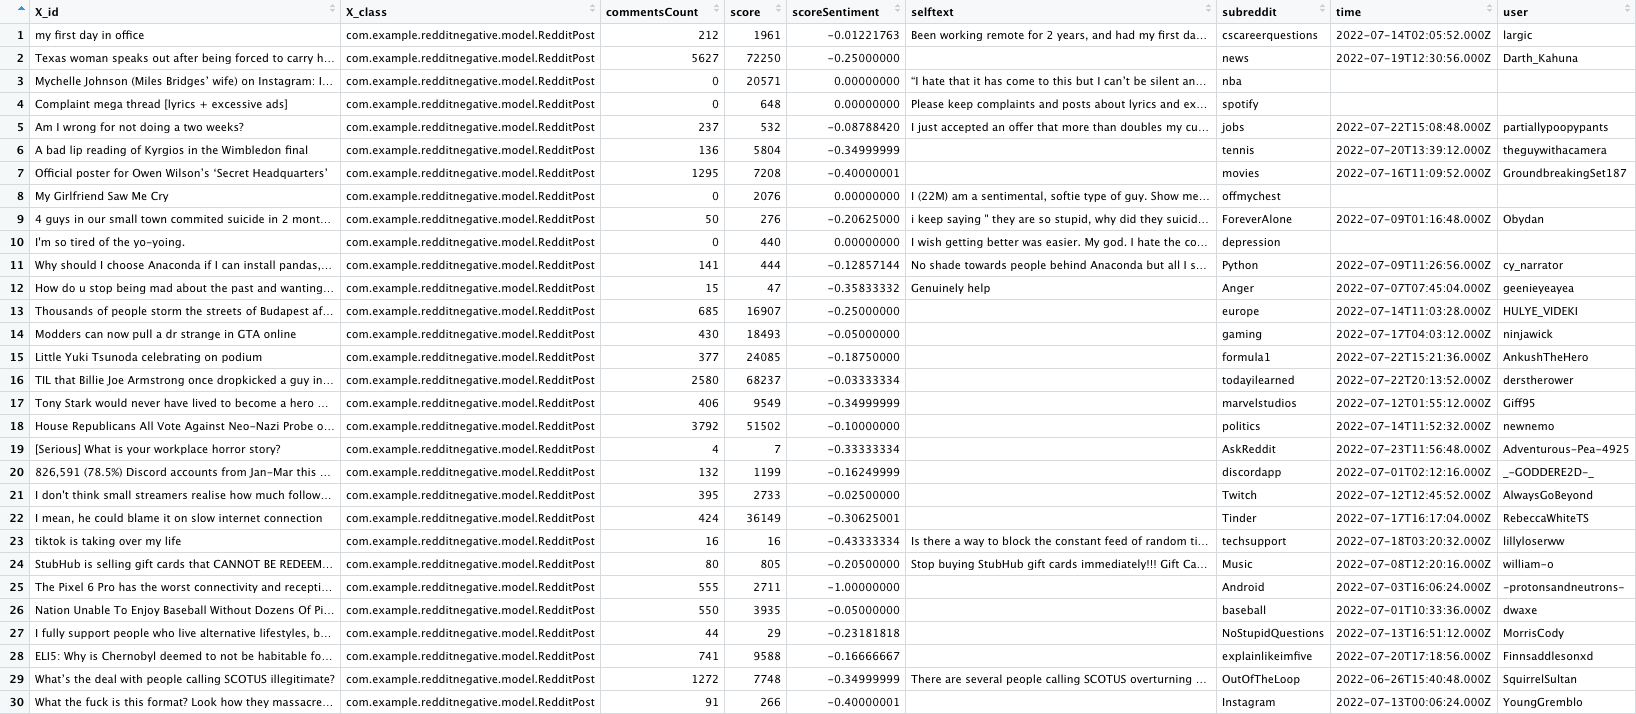 X_id X_class commentsCount score scoreSentiment selftext subreddit time user
1 my first day in office com.example.redditnegative.model.RedditPost 212 1961 -0.01221763 Been working remote for 2 years, and had my first da... cscareerquestions 2022-07-14T02:05:52.000Z largic
2 Texas woman speaks out after being forced to carry h... com.example.redditnegative.model.RedditPost 5627 72250 -0.25000000 news 2022-07-19T12:30:56.000Z Darth_Kahuna
3 Mychelle Johnson (Miles Bridges’ wife) on Instagram: I... com.example.redditnegative.model.RedditPost 0 20571 0.00000000 “I hate that it has come to this but I can’t be silent an... nba
4 Complaint mega thread [lyrics + excessive ads] com.example.redditnegative.model.RedditPost 0 648 0.00000000 Please keep complaints and posts about lyrics and ex... spotify
5 Am I wrong for not doing a two weeks? com.example.redditnegative.model.RedditPost 237 532 -0.08788420 I just accepted an offer that more than doubles my cu... jobs 2022-07-22T15:08:48.000Z partiallypoopypants
6 A bad lip reading of Kyrgios in the Wimbledon final com.example.redditnegative.model.RedditPost 136 5804 -0.34999999 tennis 2022-07-20T13:39:12.000Z theguywithacamera
7 Official poster for Owen Wilson’s ‘Secret Headquarters’ com.example.redditnegative.model.RedditPost 1295 7208 -0.40000001 movies 2022-07-16T11:09:52.000Z GroundbreakingSet187
8 My Girlfriend Saw Me Cry com.example.redditnegative.model.RedditPost 0 2076 0.00000000 I (22M) am a sentimental, softie type of guy. Show me... offmychest
9 4 guys in our small town commited suicide in 2 mont... com.example.redditnegative.model.RedditPost 50 276 -0.20625000 i keep saying " they are so stupid, why did they suicid... ForeverAlone 2022-07-09T01:16:48.000Z Obydan
10 I'm so tired of the yo-yoing. com.example.redditnegative.model.RedditPost 0 440 0.00000000 I wish getting better was easier. My god. I hate the co... depression
11 Why should I choose Anaconda if I can install pandas,... com.example.redditnegative.model.RedditPost 141 444 -0.12857144 No shade towards people behind Anaconda but all I s... Python 2022-07-09T11:26:56.000Z cy_narrator
12 How do u stop being mad about the past and wanting... com.example.redditnegative.model.RedditPost 15 47 -0.35833332 Genuinely help Anger 2022-07-07T07:45:04.000Z geenieyeayea
13 Thousands of people storm the streets of Budapest af... com.example.redditnegative.model.RedditPost 685 16907 -0.25000000 europe 2022-07-14T11:03:28.000Z HULYE_VIDEKI
14 Modders can now pull a dr strange in GTA online com.example.redditnegative.model.RedditPost 430 18493 -0.05000000 gaming 2022-07-17T04:03:12.000Z ninjawick
15 Little Yuki Tsunoda celebrating on podium com.example.redditnegative.model.RedditPost 377 24085 -0.18750000 formula1 2022-07-22T15:21:36.000Z AnkushTheHero
16 TIL that Billie Joe Armstrong once dropkicked a guy in... com.example.redditnegative.model.RedditPost 2580 68237 -0.03333334 todayilearned 2022-07-22T20:13:52.000Z derstherower
17 Tony Stark would never have lived to become a hero ... com.example.redditnegative.model.RedditPost 406 9549 -0.34999999 marvelstudios 2022-07-12T01:55:12.000Z Giff95
18 House Republicans All Vote Against Neo-Nazi Probe o... com.example.redditnegative.model.RedditPost 3792 51502 -0.10000000 politics 2022-07-14T11:52:32.000Z newnemo
19 [Serious] What is your workplace horror story? com.example.redditnegative.model.RedditPost 4 7 -0.33333334 AskReddit 2022-07-23T11:56:48.000Z Adventurous-Pea-4925
20 826,591 (78.5%) Discord accounts from Jan-Mar this ... com.example.redditnegative.model.RedditPost 132 1199 -0.16249999 discordapp 2022-07-01T02:12:16.000Z _-GODDERE2D-_
21 I don't think small streamers realise how much follow... com.example.redditnegative.model.RedditPost 395 2733 -0.02500000 Twitch 2022-07-12T12:45:52.000Z AlwaysGoBeyond
22 I mean, he could blame it on slow internet connection com.example.redditnegative.model.RedditPost 424 36149 -0.30625001 Tinder 2022-07-17T16:17:04.000Z RebeccaWhiteTS
23 tiktok is taking over my life com.example.redditnegative.model.RedditPost 16 16 -0.43333334 Is there a way to block the constant feed of random ti... techsupport 2022-07-18T03:20:32.000Z lillyloserww
24 StubHub is selling gift cards that CANNOT BE REDEEM... com.example.redditnegative.model.RedditPost 80 805 -0.20500000 Stop buying StubHub gift cards immediately!!! Gift Ca... Music 2022-07-08T12:20:16.000Z william-o
25 The Pixel 6 Pro has the worst connectivity and recepti... com.example.redditnegative.model.RedditPost 555 2711 -1.00000000 Android 2022-07-03T16:06:24.000Z -protonsandneutrons-
26 Nation Unable To Enjoy Baseball Without Dozens Of Pi... com.example.redditnegative.model.RedditPost 550 3935 -0.05000000 baseball 2022-07-01T10:33:36.000Z dwaxe
27 I fully support people who live alternative lifestyles, b... com.example.redditnegative.model.RedditPost 44 29 -0.23181818 NoStupidQuestions 2022-07-13T16:51:12.000Z MorrisCody
28 ELI5: Why is Chernobyl deemed to not be habitable fo... com.example.redditnegative.model.RedditPost 741 9588 -0.16666667 explainlikeimfive 2022-07-20T17:18:56.000Z Finnsaddlesonxd
29 What’s the deal with people calling SCOTUS illegitimate? com.example.redditnegative.model.RedditPost 1272 7748 -0.34999999 There are several people calling SCOTUS overturning ... OutOfTheLoop 2022-06-26T15:40:48.000Z SquirrelSultan
30 What the fuck is this format? Look how they massacre... com.example.redditnegative.model.RedditPost 91 266 -0.40000001 Instagram 2022-07-13T00:06:24.000Z YoungGremblo